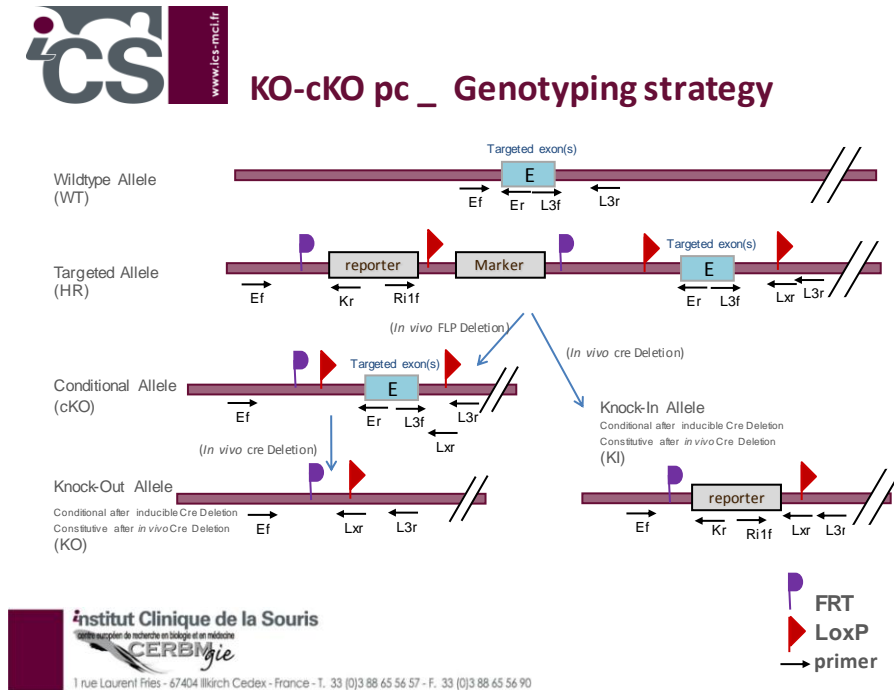 iCS
www.ics-mci.fr
KO-cKO pc _ Genotyping strategy
Wildtype Allele
(WT)
Targeted exon(s)
E
Ef
Er
L3f
L3r
Targeted Allele
(HR)
reporter
Marker
Targeted exon(s)
E
Ef
Kr
Ri1f
Er
L3f
Lxr
L3r
(In vivo FLP Deletion)
(In vivo cre Deletion)
Conditional Allele
(cKO)
Targeted exon(s)
E
Ef
Er
L3f
L3r
Lxr
(In vivo cre Deletion)
Knock-In Allele
Conditional after inducible Cre Deletion
Constitutive after in vivo Cre Deletion
(KI)
reporter
Ef
Kr
Ri1f
Lxr
L3r
Knock-Out Allele
Conditional after inducible Cre Deletion
Constitutive after in vivo Cre Deletion
(KO)
Ef
Lxr
L3r
FRT
LoxP
primer
institut Clinique de la Souris
centre européen de recherche en biologie et en médecine
CERBM
gie
1 rue Laurent Fries - 67404 Illkirch Cedex - France - T. 33 (0)3 88 65 56 57 - F. 33 (0)3 88 65 56 90